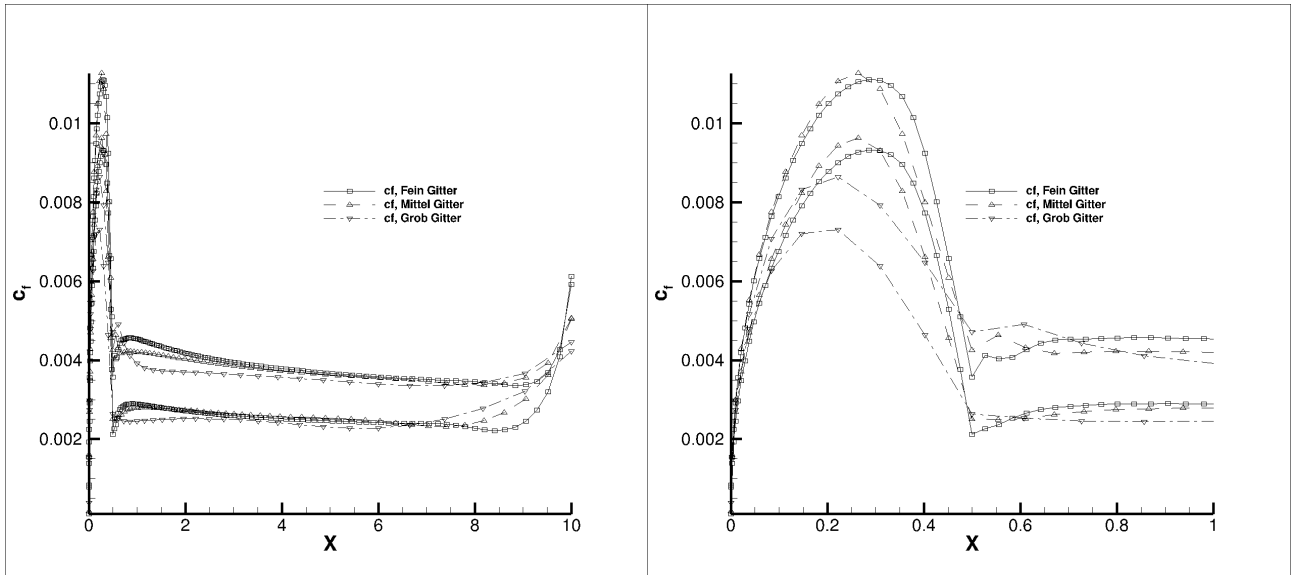 0.01
0.008
0.006
0.004
0.002
cf
0 2 4 6 8 10
X
cf, Fein Gitter
cf, Mittel Gitter
cf, Grob Gitter
0.01
0.008
0.006
0.004
0.002
cf
0 0.2 0.4 0.6 0.8 1
X
cf, Fein Gitter
cf, Mittel Gitter
cf, Grob Gitter